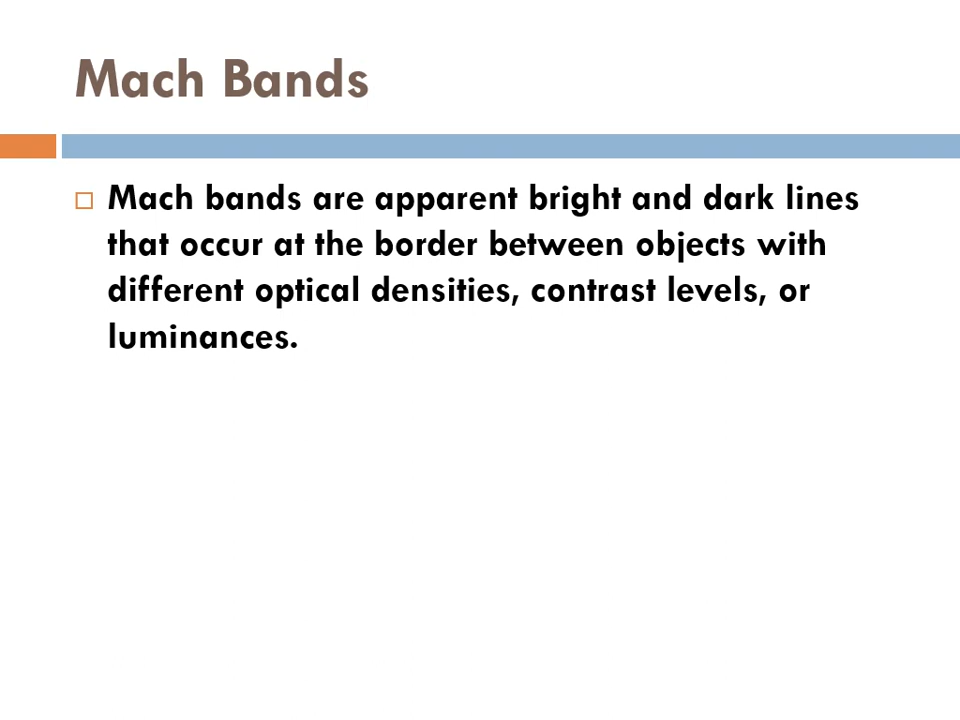 Mach Bands
Mach bands are apparent bright and dark lines
that occur at the border between objects with
different optical densities, contrast levels, or
luminances.